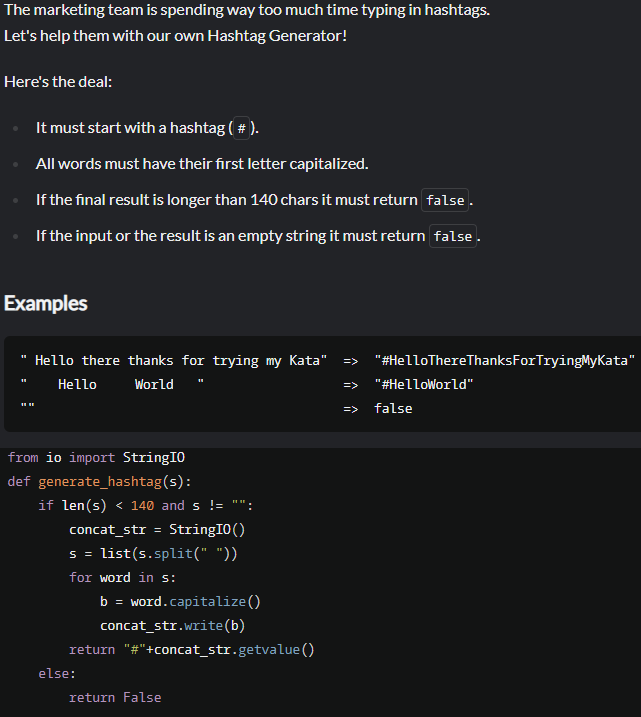 The marketing team is spending way too much time typing in hashtags.
Let's help them with our own Hashtag Generator!
Here's the deal:
It must start with a hashtag ( # ).
All words must have their first letter capitalized.
If the final result is longer than 140 chars it must return false .
If the input or the result is an empty string it must return false .
Examples
" Hello there thanks for trying my Kata"  =>  "#HelloThereThanksForTryingMyKata"
"    Hello     World   "                  =>  "#HelloWorld"
""                                        =>  false
from io import StringIO
def generate_hashtag(s):
    if len(s) < 140 and s != "":
        concat_str = StringIO()
        s = list(s.split(" "))
        for word in s:
            b = word.capitalize()
            concat_str.write(b)
        return "#"+concat_str.getvalue()
    else:
        return False